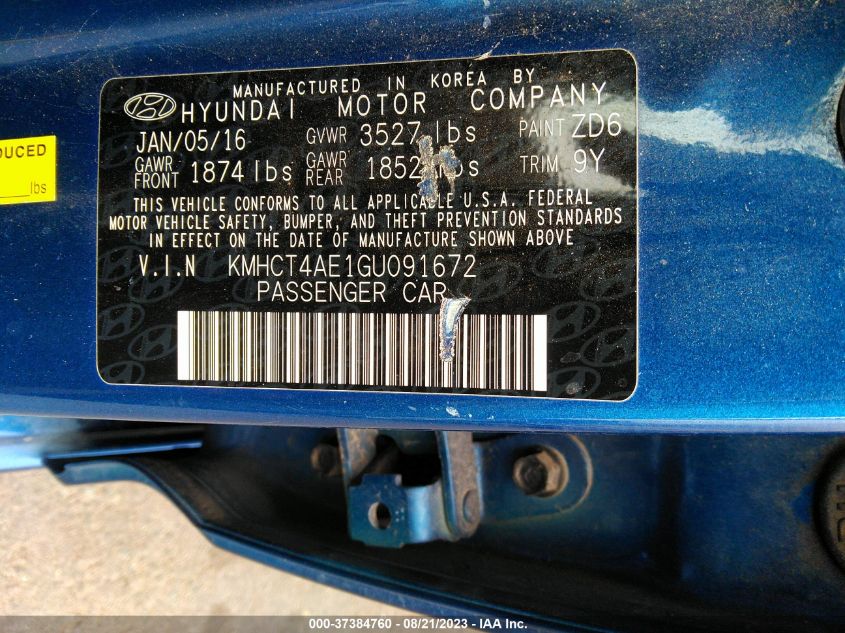 MANUFACTURED IN KOREA BY
HYUNDAI MOTOR COMPANY
JAN/05/16 GVWR 3527 lbs PAINT ZD6
GAWR FRONT 1874 lbs GAWR REAR 1852 TRIM 9Y
THIS VEHICLE CONFORMS TO ALL APPLICABLE U.S.A. FEDERAL
MOTOR VEHICLE SAFETY, BUMPER, AND THEFT PREVENTION STANDARDS
IN EFFECT ON THE DATE OF MANUFACTURE SHOWN ABOVE
V.I.N KMHCT4AE1GU091672
PASSENGER CAR
lbs
000-37384760 - 08/21/2023 - IAA Inc.